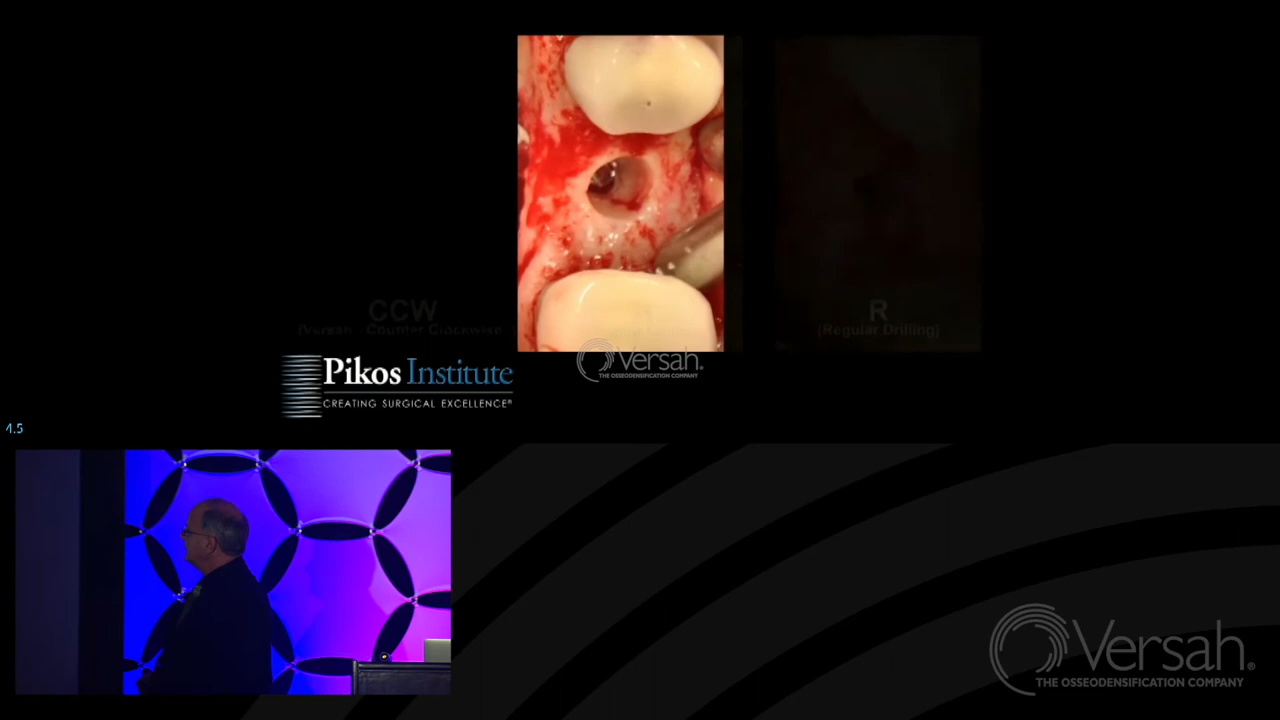 CCW
(Versah - Counter Clockwise
R
(Regular Drilling)
Versah®
THE OSSEODENSIFICATION COMPANY
Pikos Institute
CREATING SURGICAL EXCELLENCE®
4.5
Versah®
THE OSSEODENSIFICATION COMPANY